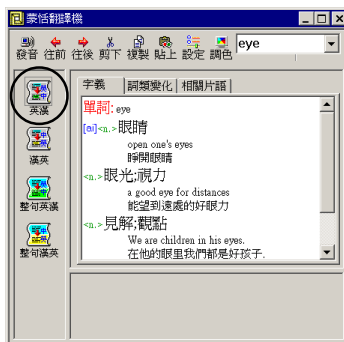 蒙恬翻譯機
發音 往前 往後 剪下 複製 貼上 設定 調色 eye
英漢
漢英
整句英漢
整句漢英
字義 詞類變化 相關片語
單詞: eye
[aɪ]<n.>眼睛
open one's eyes
睜開眼睛
<n.>眼光;視力
a good eye for distances
能望到遠處的好眼力
<n.>見解;觀點
We are children in his eyes.
在他的眼里我們都是好孩子.